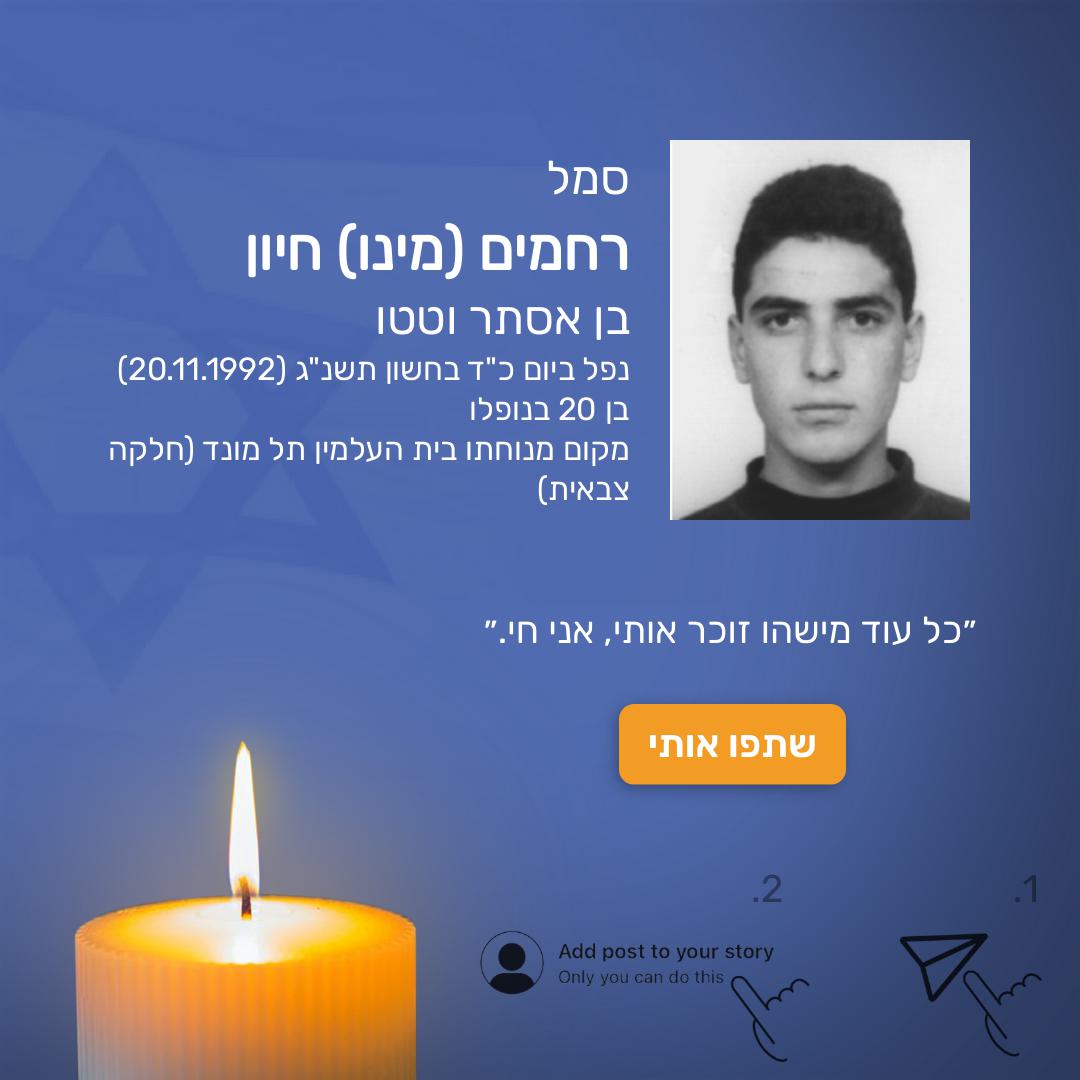 סמל
רחמים (מינו) חיון
בן אסתר וטטו
נפל ביום כ"ד בחשון תשנ"ג (20.11.1992)
בן 20 בנופלו
מקום מנוחתו בית העלמין תל מונד (חלקה
צבאית)
"כל עוד מישהו זוכר אותי, אני חי."
שתפו אותי
.1
.2
Add post to your story
Only you can do this